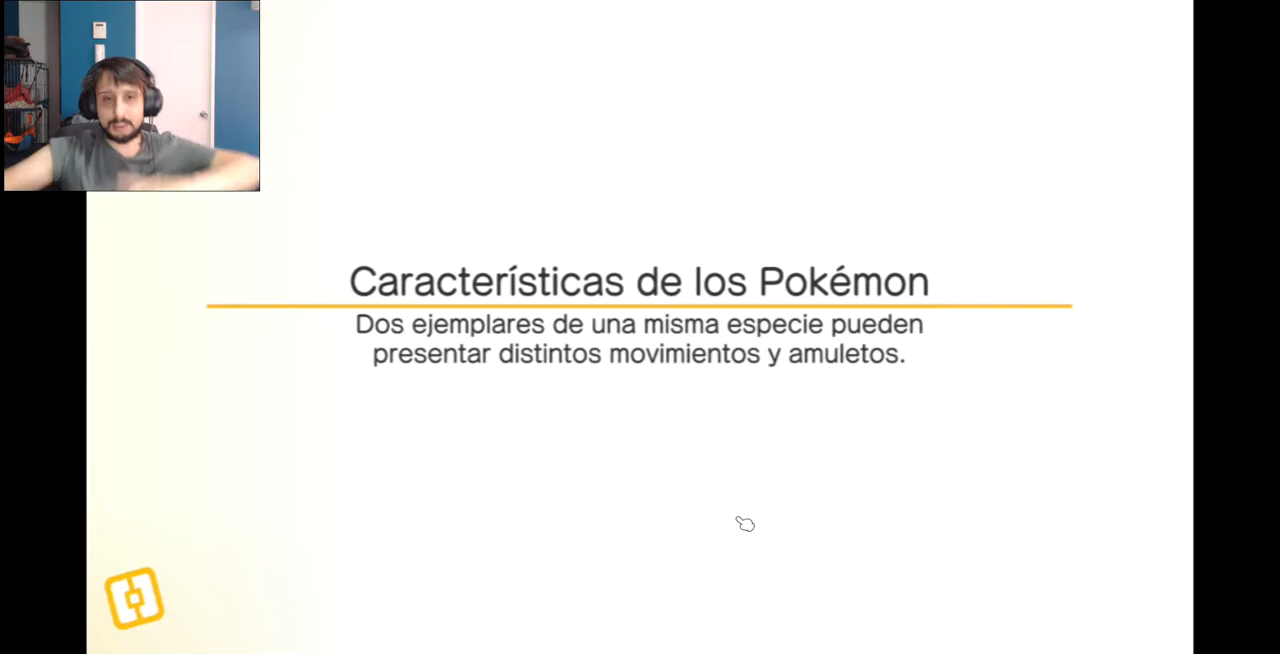 Características de los Pokémon
Dos ejemplares de una misma especie pueden
presentar distintos movimientos y amuletos.